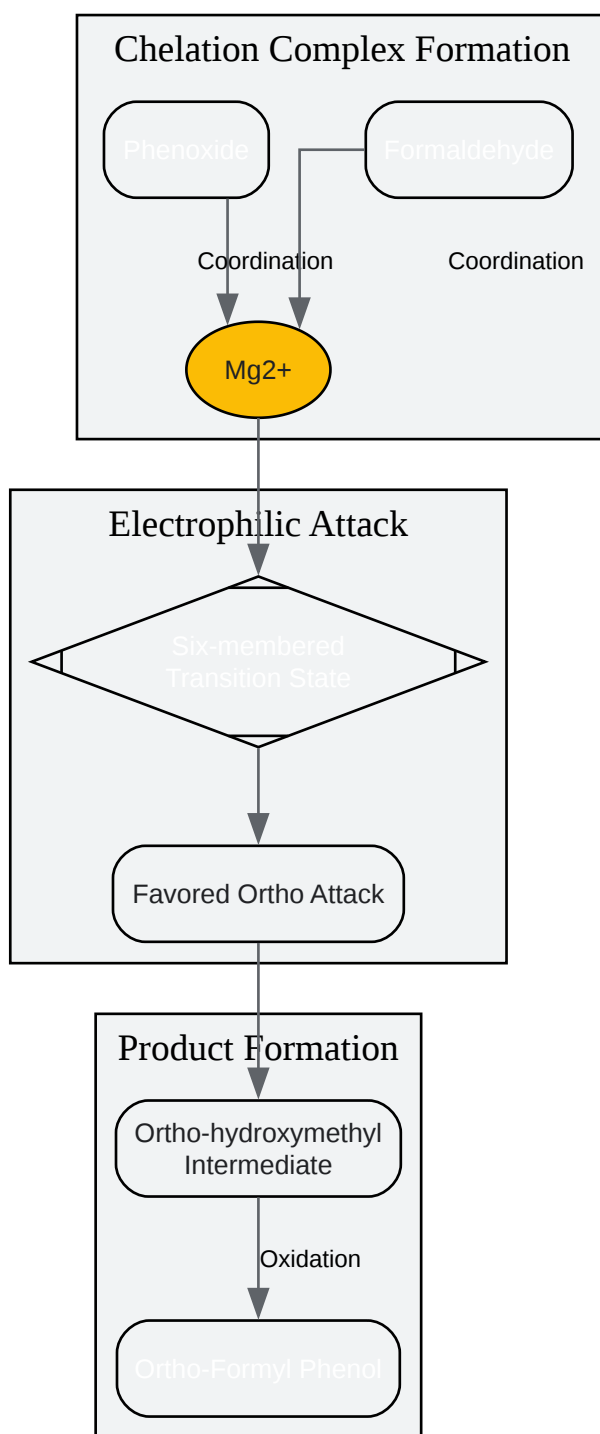 Chelation Complex Formation
Phenoxide
Formaldehyde
Coordination
Coordination
Mg2+
Electrophilic Attack
Six-membered
Transition State
Favored Ortho Attack
Product Formation
Ortho-hydroxymethyl
Intermediate
Oxidation
Ortho-Formyl Phenol